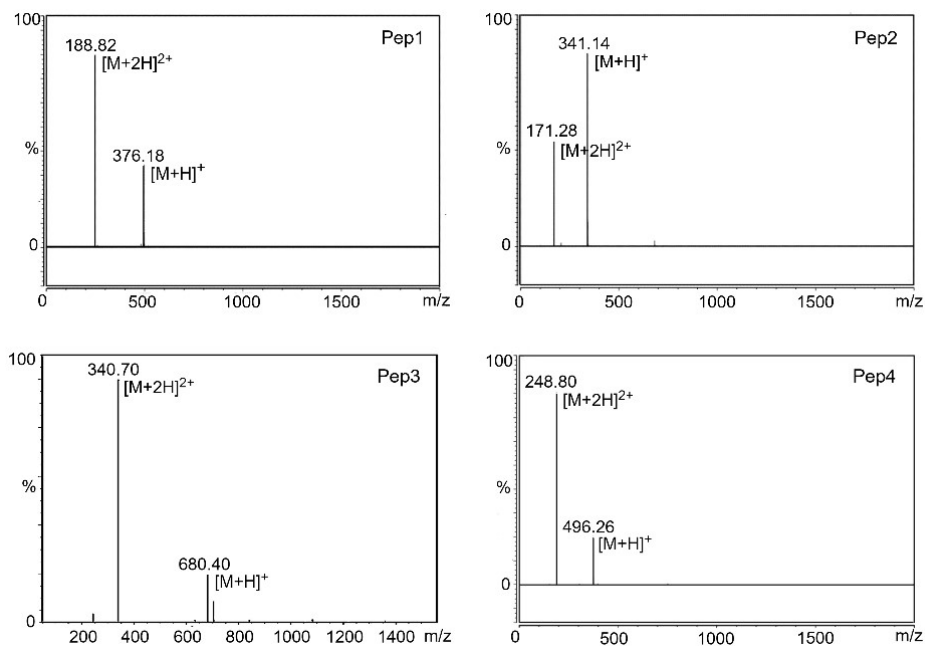 100
Pep1
188.82
[M+2H]2+
%
376.18
[M+H]+
0
0 500 1000 1500 m/z
100
Pep2
341.14
[M+H]+
171.28
%
[M+2H]2+
0
0 500 1000 1500 m/z
100
340.70
Pep3
[M+2H]2+
%
680.40
[M+H]+
0
200 400 600 800 1000 1200 1400 m/z
100
248.80
Pep4
[M+2H]2+
%
496.26
[M+H]+
0
0 500 1000 1500 m/z